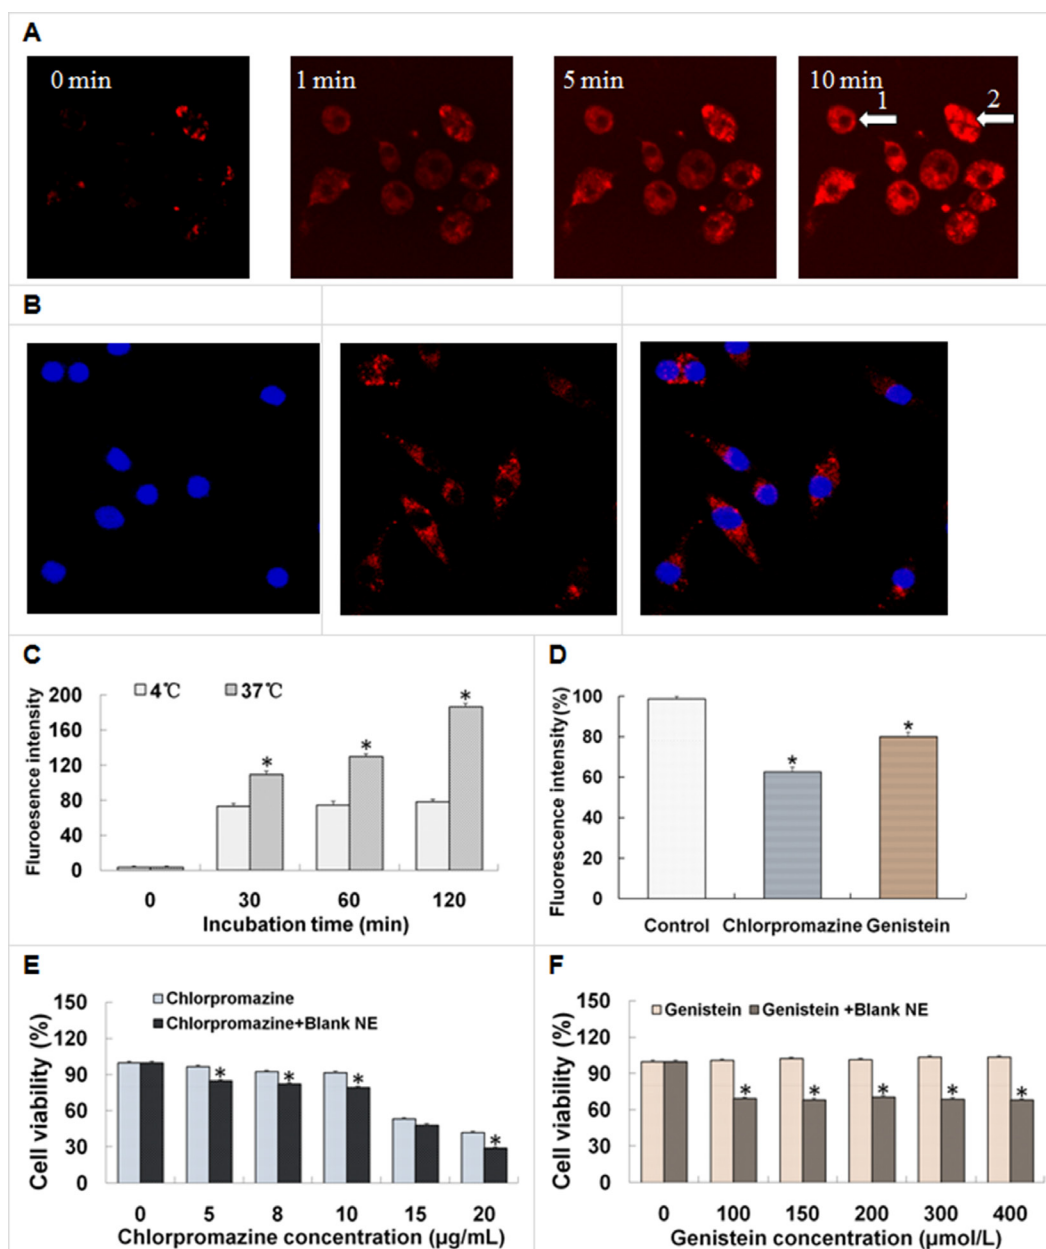 A
0 min
1 min
5 min
10 min
1
2
B
C
Fluroesence intensity
4℃
37℃
200
160
120
80
40
0
*
*
*
0
30
60
120
Incubation time (min)
D
Fluorescence intensity(%)
100
80
60
40
20
0
*
*
Control
Chlorpromazine
Genistein
E
Cell viability (%)
150
120
90
60
30
0
Chlorpromazine
Chlorpromazine+Blank NE
*
*
*
*
0
5
8
10
15
20
Chlorpromazine concentration (μg/mL)
F
Cell viability (%)
150
120
90
60
30
0
Genistein
Genistein +Blank NE
*
*
*
*
*
0
100
150
200
300
400
Genistein concentration (μmol/L)